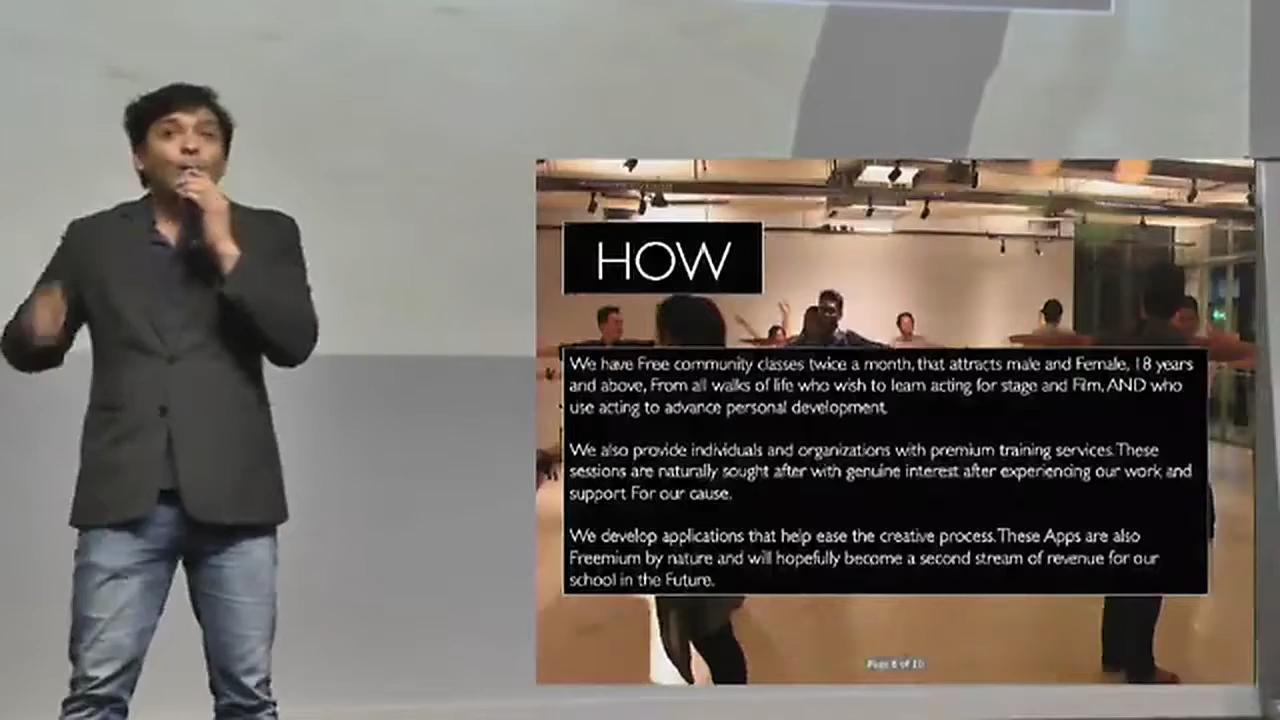 HOW
We have Free community classes twice a month, that attracts male and Female, 18 years
and above, From all walks of life who wish to learn acting for stage and Film, AND who
use acting to advance personal development.
We also provide individuals and organizations with premium training services. These
sessions are naturally sought after with genuine interest after experiencing our work and
support For our cause.
We develop applications that help ease the creative process. These Apps are also
Freemium by nature and will hopefully become a second stream of revenue for our
school in the Future.
Page 6 of 10